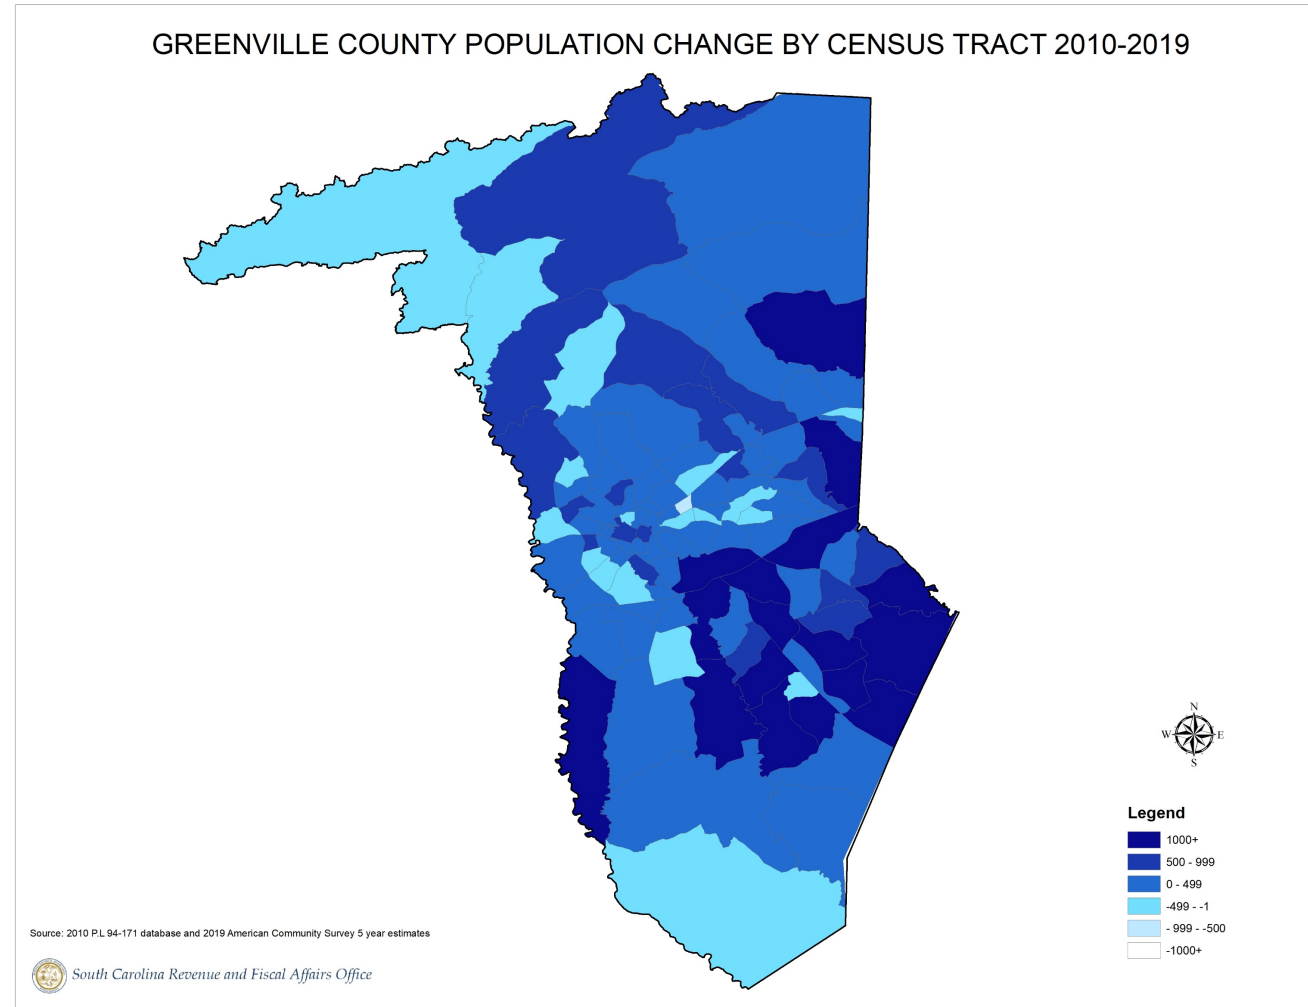 GREENVILLE COUNTY POPULATION CHANGE BY CENSUS TRACT 2010-2019
N
W E
S
Legend
1000+
500 - 999
0 - 499
-499 - -1
- 999 - -500
-1000+
Source: 2010 P.L 94-171 database and 2019 American Community Survey 5 year estimates
South Carolina Revenue and Fiscal Affairs Office